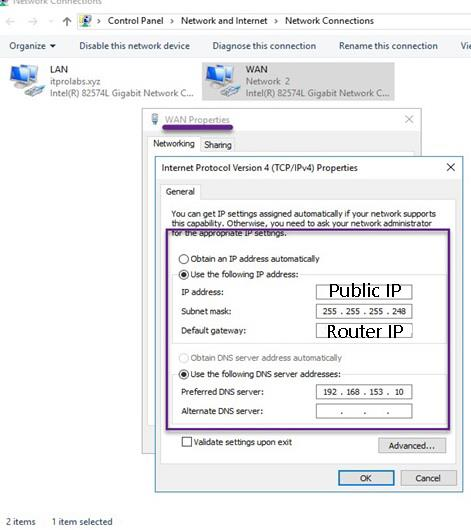 Network Connections
Control Panel > Network and Internet > Network Connections
Organize Disable this network device Diagnose this connection Rename this connection Vi
LAN
itprolabs.xyz
Intel(R) 82574L Gigabit Network C...
WAN
Network 2
Intel(R) 82574L Gigabit Network C...
WAN Properties
Networking Sharing
Internet Protocol Version 4 (TCP/IPv4) Properties
General
You can get IP settings assigned automatically if your network supports
this capability. Otherwise, you need to ask your network administrator
for the appropriate IP settings.
Obtain an IP address automatically
Use the following IP address:
IP address: Public IP
Subnet mask: 255 . 255 . 255 . 248
Default gateway: Router IP
Obtain DNS server address automatically
Use the following DNS server addresses:
Preferred DNS server: 192 . 168 . 153 . 10
Alternate DNS server: . . .
Validate settings upon exit
Advanced...
OK Cancel
2 items 1 item selected